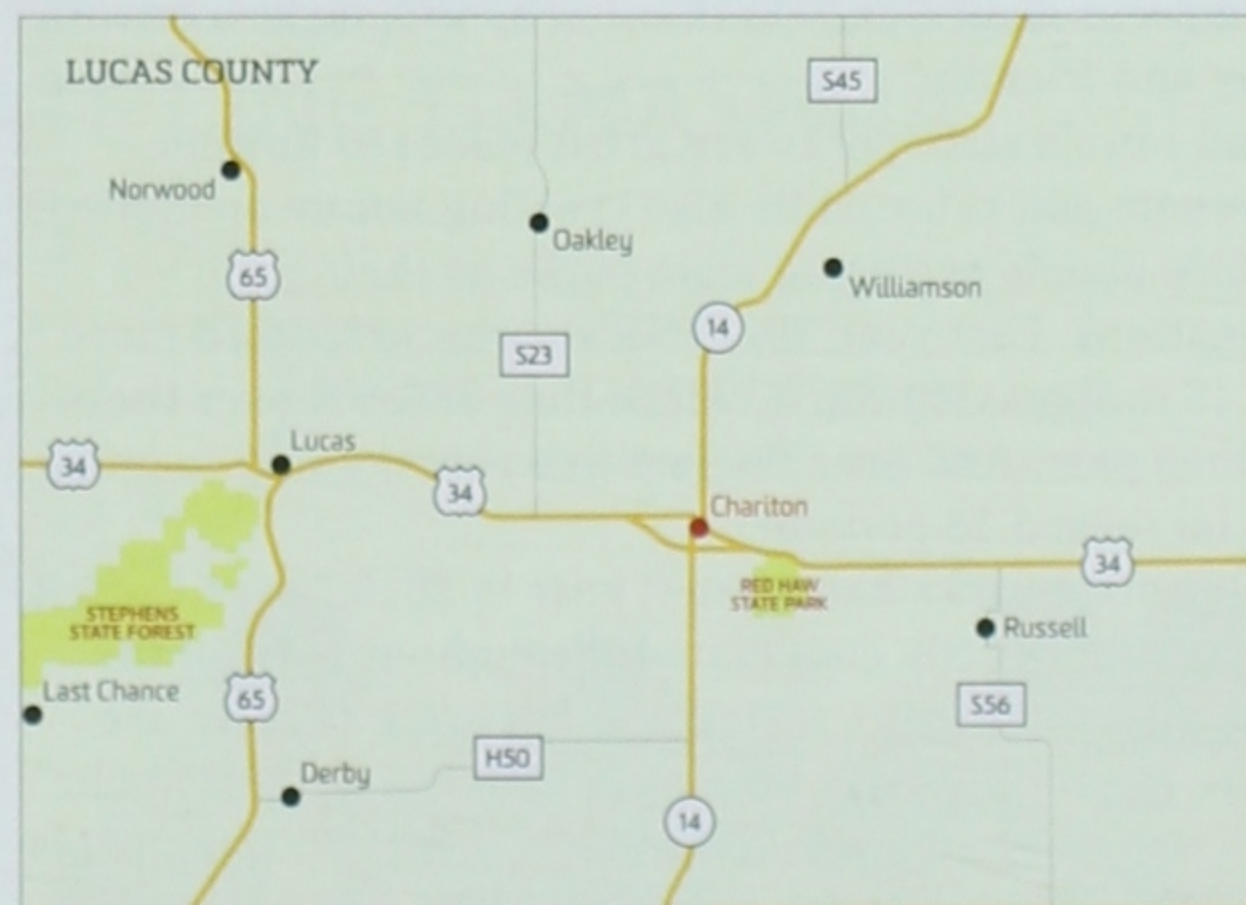 LUCAS COUNTY
S45
Norwood
Oakley
65
Williamson
14
S23
Lucas
34
34
Chariton
34
RED HAW
STATE PARK
STEPHENS
STATE FOREST
Russell
Last Chance
65
S56
H50
Derby
14